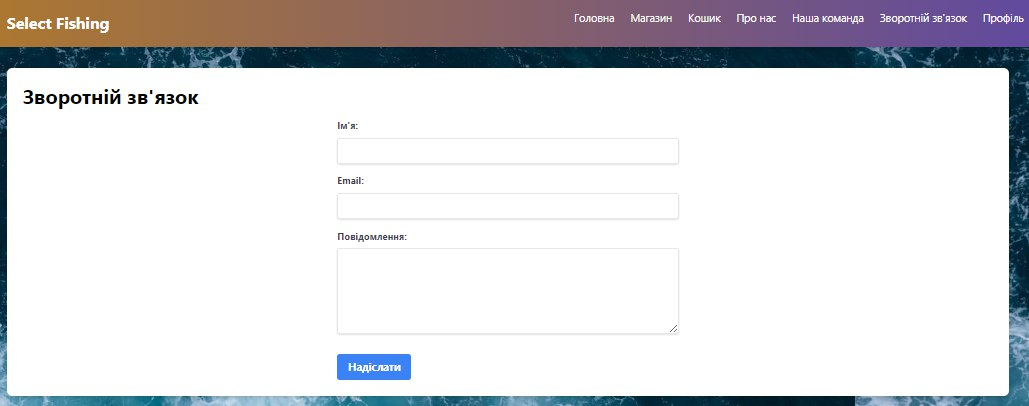 Select Fishing
Головна Магазин Кошик Про нас Наша команда Зворотній зв'язок Профіль
Зворотній зв'язок
Ім'я:
Email:
Повідомлення:
Надіслати